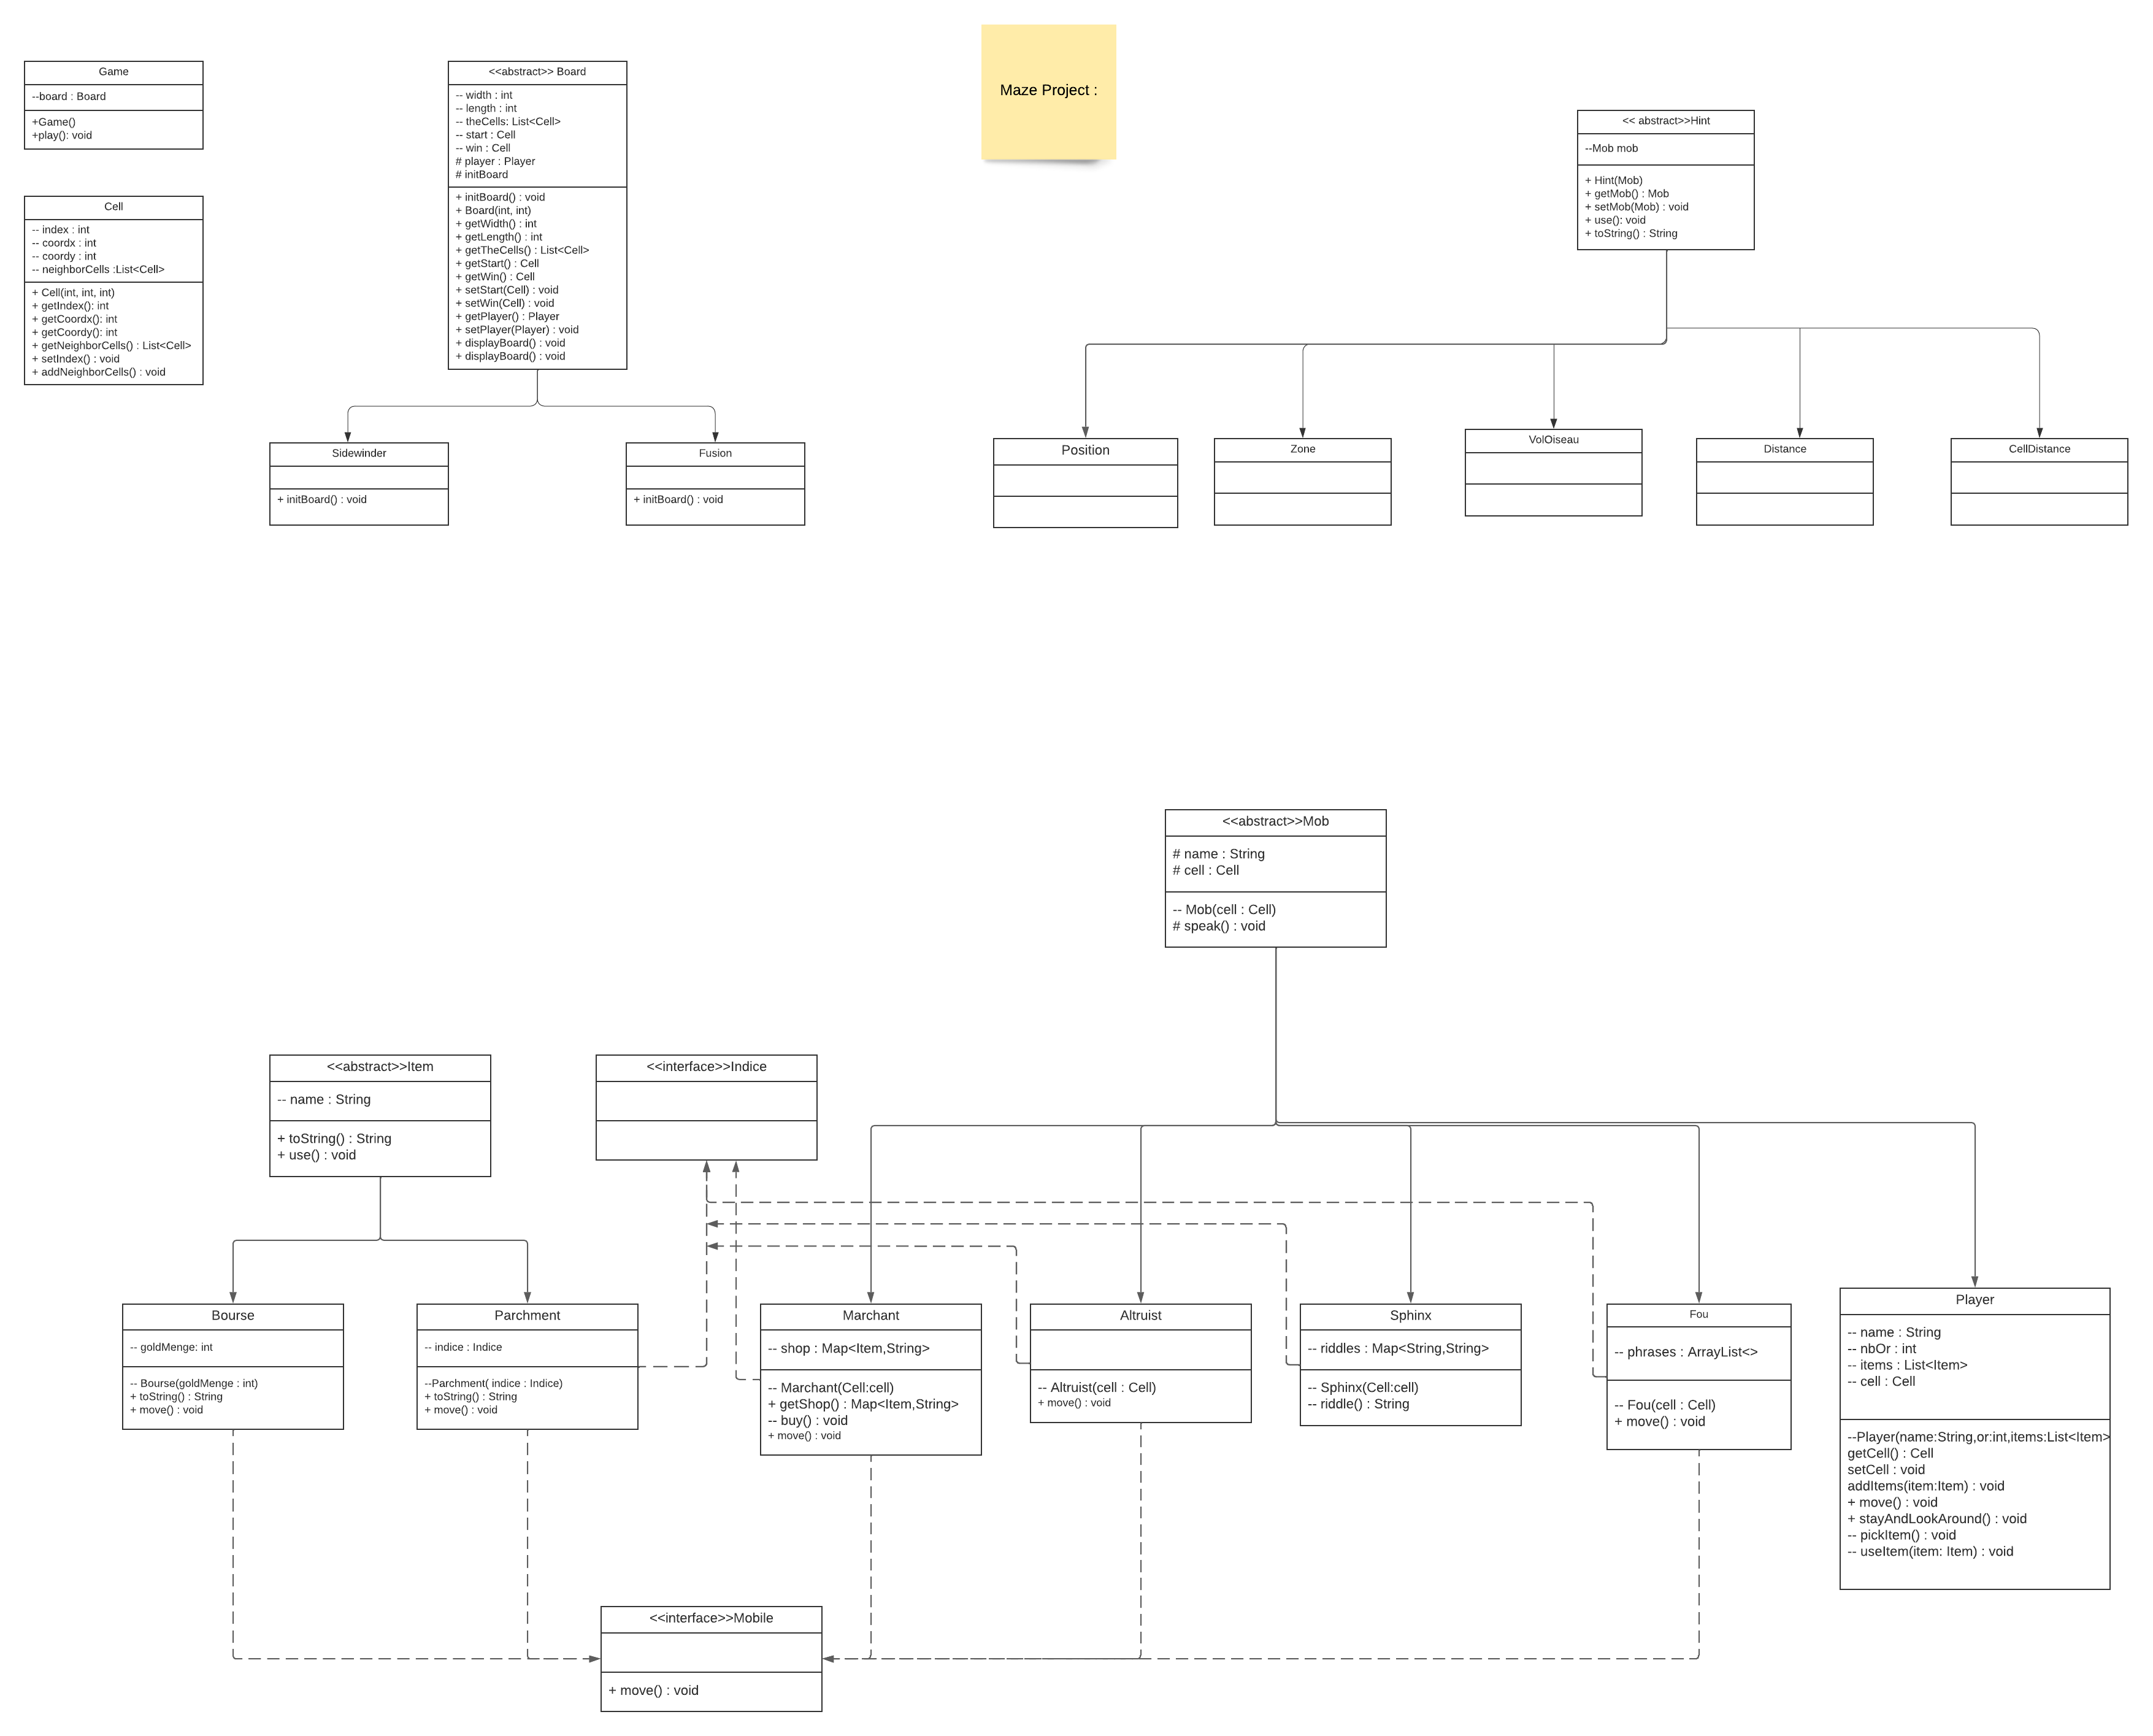 Maze Project :
Game
--board : Board
+Game()
+play(): void
Cell
-- index : int
-- coordx : int
-- coordy : int
-- neighborCells :List<Cell>
+ Cell(int, int, int)
+ getIndex(): int
+ getCoordx(): int
+ getCoordy(): int
+ getNeighborCells() : List<Cell>
+ setIndex() : void
+ addNeighborCells() : void
<<abstract>> Board
-- width : int
-- length : int
-- theCells: List<Cell>
-- start : Cell
-- win : Cell
# player : Player
# initBoard
+ initBoard() : void
+ Board(int, int)
+ getWidth() : int
+ getLength() : int
+ getTheCells() : List<Cell>
+ getStart() : Cell
+ getWin() : Cell
+ setStart(Cell) : void
+ setWin(Cell) : void
+ getPlayer() : Player
+ setPlayer(Player) : void
+ displayBoard() : void
+ displayBoard() : void
Sidewinder
+ initBoard() : void
Fusion
+ initBoard() : void
<< abstract>>Hint
--Mob mob
+ Hint(Mob)
+ getMob() : Mob
+ setMob(Mob) : void
+ use(): void
+ toString() : String
Position
Zone
VolOiseau
Distance
CellDistance
<<abstract>>Mob
# name : String
# cell : Cell
-- Mob(cell : Cell)
# speak() : void
<<abstract>>Item
-- name : String
+ toString() : String
+ use() : void
<<interface>>Indice
Bourse
-- goldMenge: int
-- Bourse(goldMenge : int)
+ toString() : String
+ move() : void
Parchment
-- indice : Indice
--Parchment( indice : Indice)
+ toString() : String
+ move() : void
Marchant
-- shop : Map<Item,String>
-- Marchant(Cell:cell)
+ getShop() : Map<Item,String>
-- buy() : void
+ move() : void
Altruist
-- Altruist(cell : Cell)
+ move() : void
Sphinx
-- riddles : Map<String,String>
-- Sphinx(Cell:cell)
-- riddle() : String
Fou
-- phrases : ArrayList<>
-- Fou(cell : Cell)
+ move() : void
Player
-- name : String
-- nbOr : int
-- items : List<Item>
-- cell : Cell
--Player(name:String,or:int,items:List<Item>
getCell() : Cell
setCell : void
addItems(item:Item) : void
+ move() : void
+ stayAndLookAround() : void
-- pickItem() : void
-- useItem(item: Item) : void
<<interface>>Mobile
+ move() : void